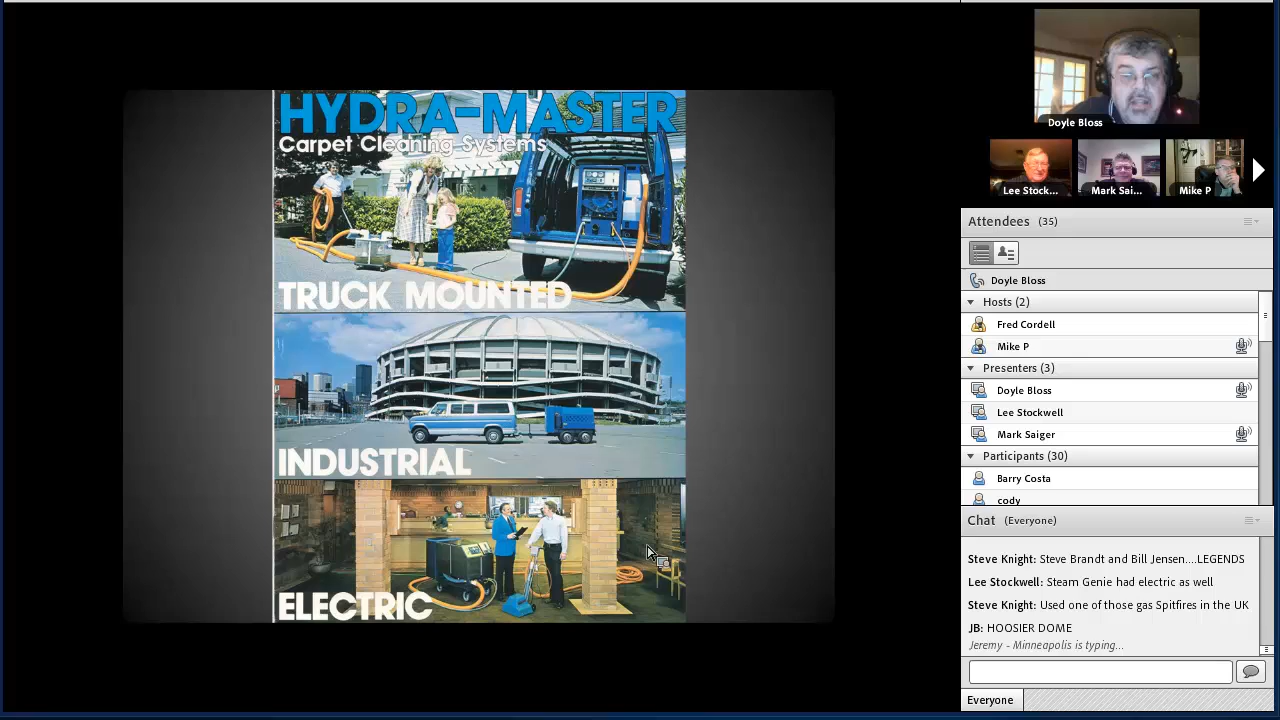 HYDRA-MASTER
Carpet Cleaning Systems
TRUCK MOUNTED
INDUSTRIAL
ELECTRIC
Doyle Bloss
Lee Stock...
Mark Sai...
Mike P
Attendees (35)
Doyle Bloss
Hosts (2)
Fred Cordell
Mike P
Presenters (3)
Doyle Bloss
Lee Stockwell
Mark Saiger
Participants (30)
Barry Costa
cody
Chat (Everyone)
Steve Knight: Steve Brandt and Bill Jensen....LEGENDS
Lee Stockwell: Steam Genie had electric as well
Steve Knight: Used one of those gas Spitfires in the UK
JB: HOOSIER DOME
Jeremy - Minneapolis is typing...
Everyone